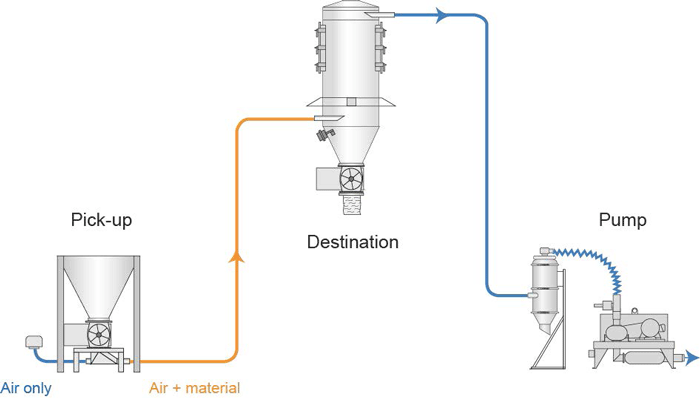 Pick-up
Destination
Pump
Air only
Air + material